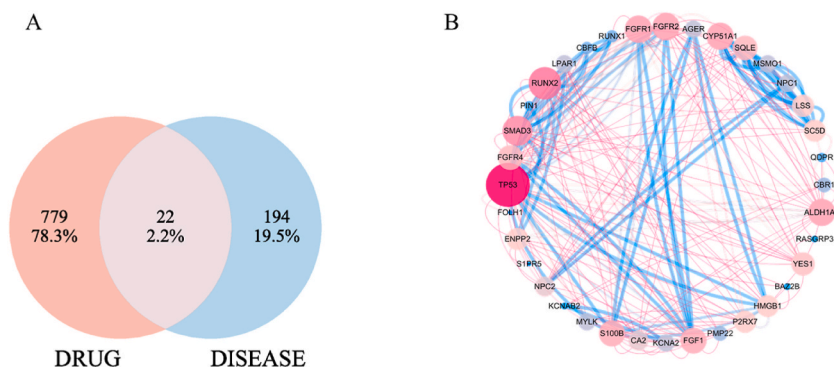 A
779
78.3%
22
2.2%
194
19.5%
DRUG
DISEASE
B
RUNX1
FGFR1
FGFR2
AGER
CYP51A1
CBFB
SQLE
LPAR1
MSMO1
RUNX2
NPC1
PIN1
LSS
SMAD3
SC5D
FGFR4
QDPR
TP53
CBR1
FOLH1
ALDH1A
ENPP2
RASGRP3
S1PR5
YES1
NPC2
BAZ2B
KCNAB2
HMGB1
MYLK
P2RX7
S100B
PMP22
CA2
KCNA2
FGF1